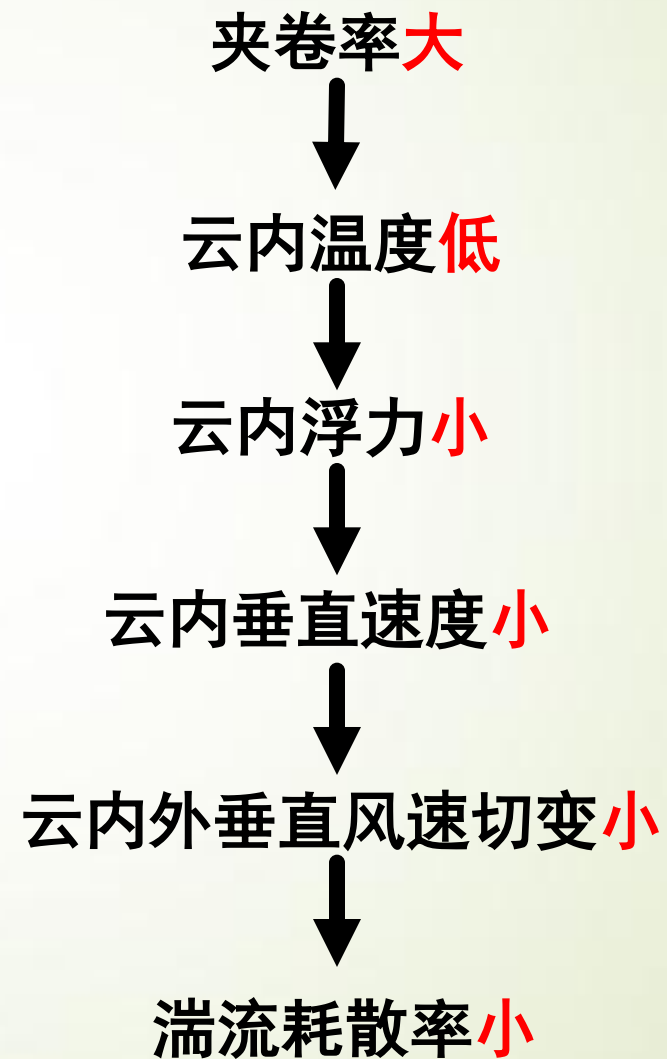 夹卷率大
云内温度低
云内浮力小
云内垂直速度小
云内外垂直风速切变小
湍流耗散率小